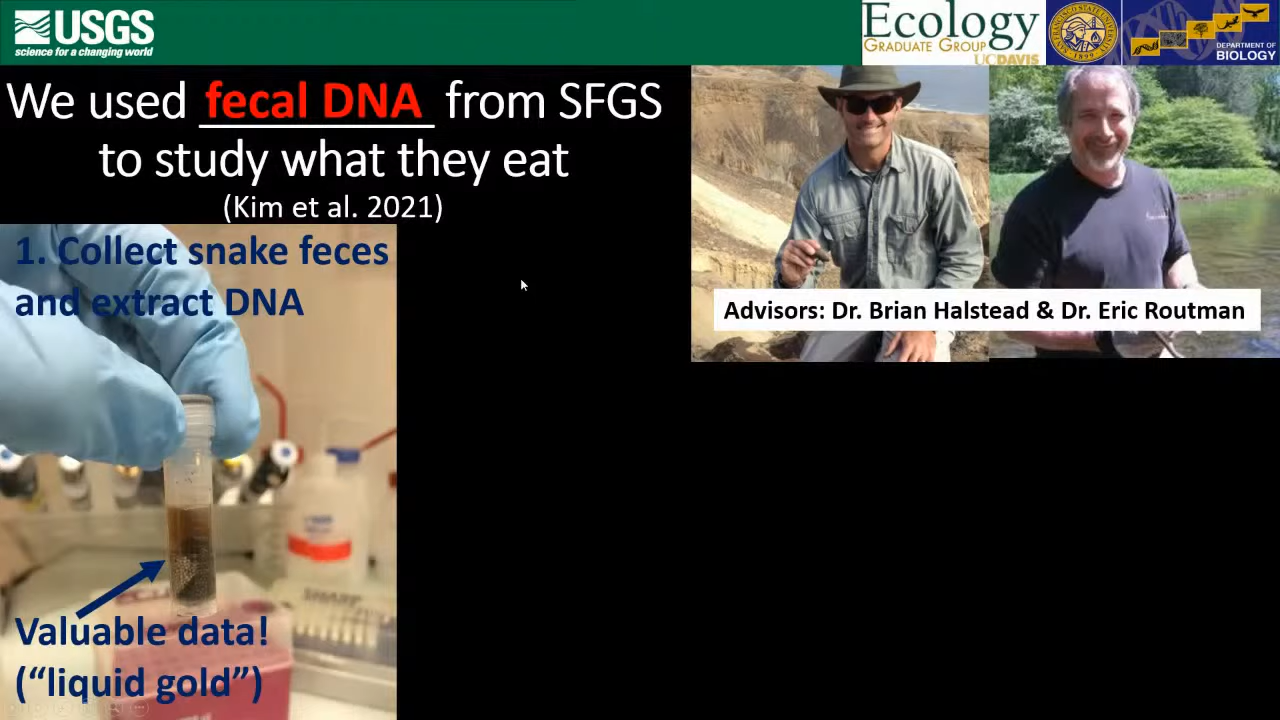 USGS
science for a changing world
Ecology
GRADUATE GROUP
UCDAVIS
DEPARTMENT OF
BIOLOGY
We used fecal DNA from SFGS
to study what they eat
(Kim et al. 2021)
1. Collect snake feces
and extract DNA
Advisors: Dr. Brian Halstead & Dr. Eric Routman
Valuable data!
("liquid gold")